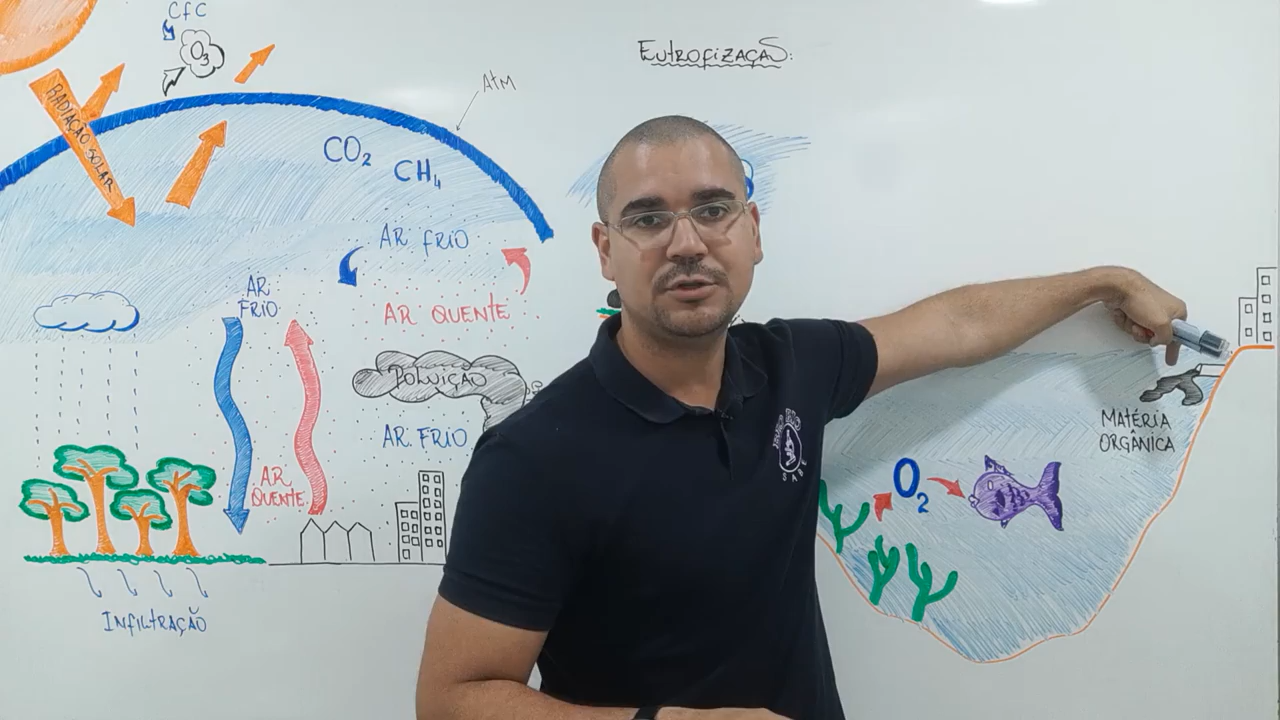 CfC
O3
RADIAÇÃO SOLAR
ATM
CO2
CH4
AR FRIO
AR QUENTE
AR
FRIO
POLUIÇÃO
AR FRIO
AR
QUENTE
INFILTRAÇÃO
EUTROFIZAÇÃO:
MATÉRIA
ORGÂNICA
O2
SABE